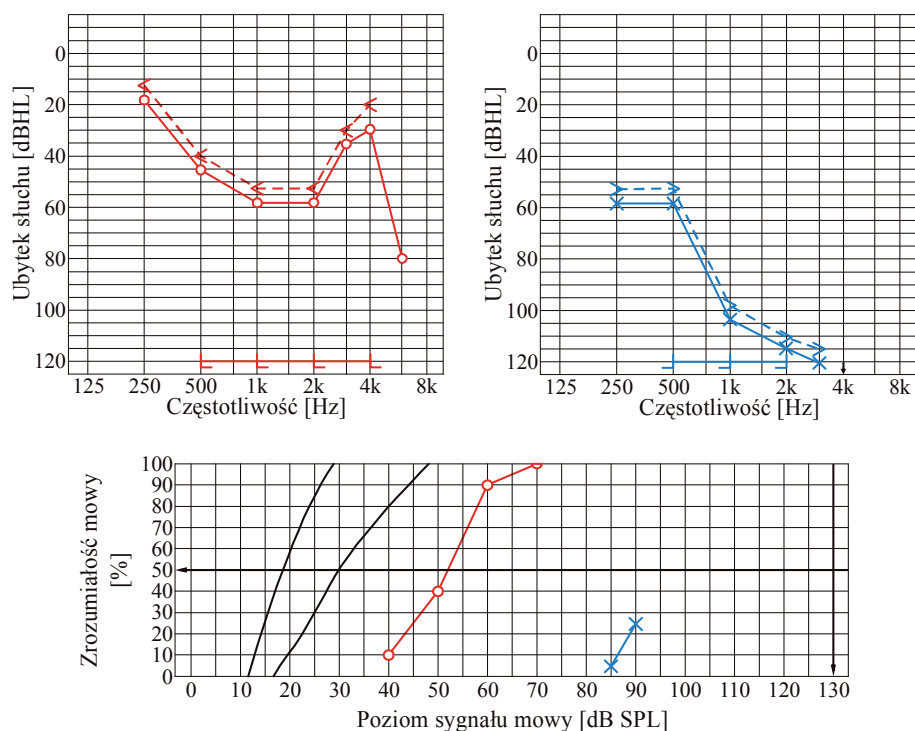 Ubytek słuchu [dBHL]
0
20
40
60
80
100
120
125 250 500 1k 2k 4k 8k
Częstotliwość [Hz]
Ubytek słuchu [dBHL]
0
20
40
60
80
100
120
125 250 500 1k 2k 4k 8k
Częstotliwość [Hz]
Zrozumiałość mowy
[%]
100
90
80
70
60
50
40
30
20
10
0
0 10 20 30 40 50 60 70 80 90 100 110 120 130
Poziom sygnału mowy [dB SPL]